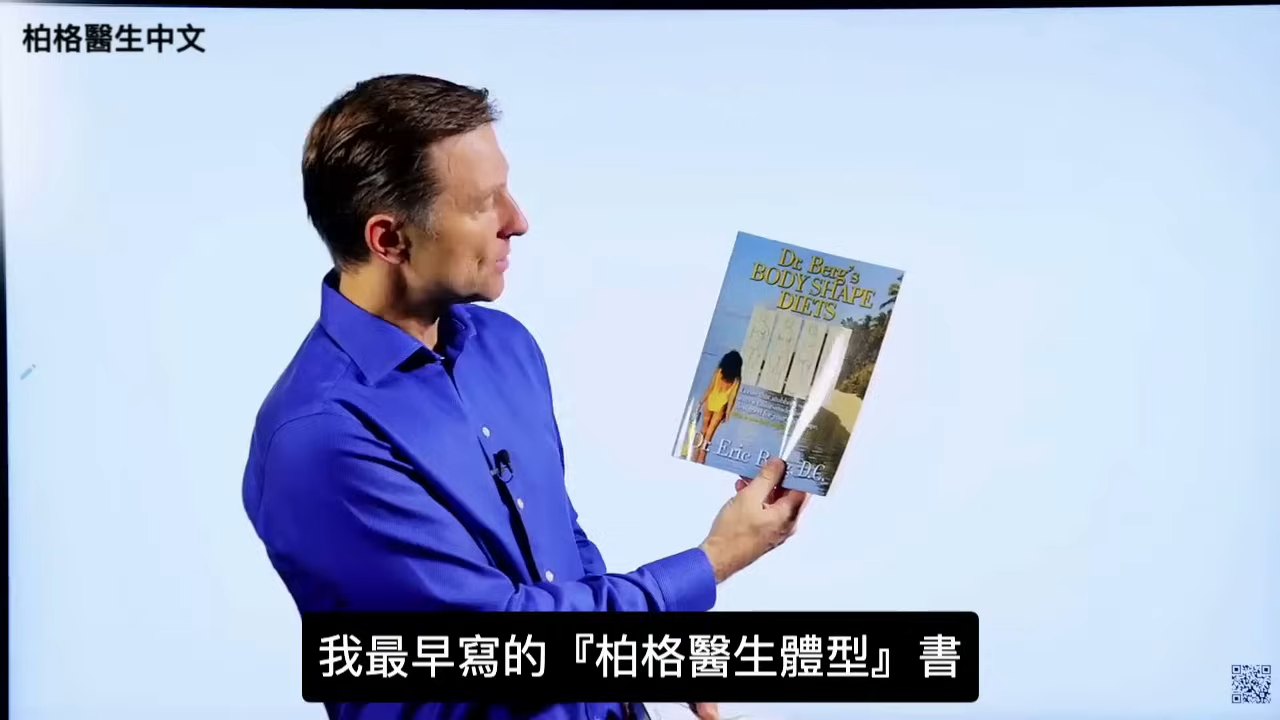 柏格醫生中文
Dr. Berg's
BODY SHAPE
DIETS
Dr. Eric
D.C.
我最早寫的『柏格醫生體型』書